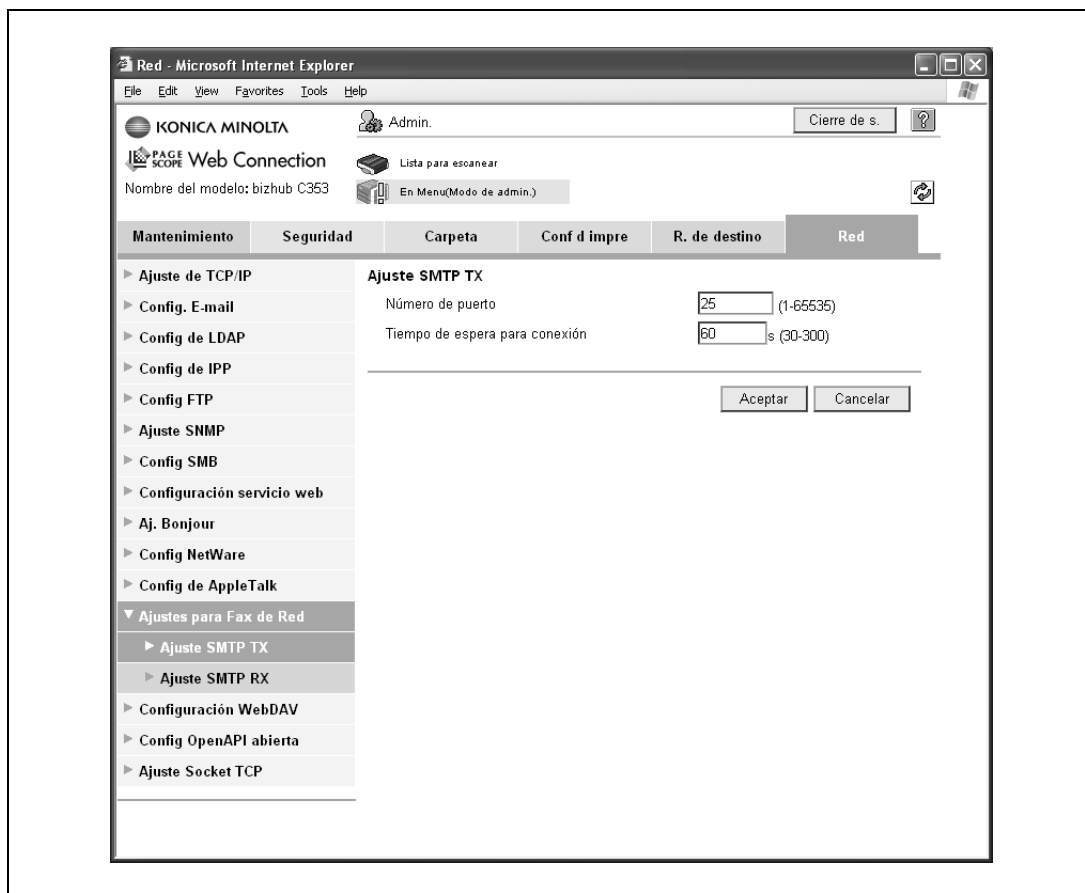 Red - Microsoft Internet Explorer
File Edit View Favorites Tools Help
KONICA MINOLTA
Admin.
Cierre de s.
?
PAGE SCOPE Web Connection
Lista para escanear
Nombre del modelo: bizhub C353
En Menu(Modo de admin.)
Mantenimiento Seguridad Carpeta Conf d impre R. de destino Red
Ajuste de TCP/IP
Config. E-mail
Config de LDAP
Config de IPP
Config FTP
Ajuste SNMP
Config SMB
Configuración servicio web
Aj. Bonjour
Config NetWare
Config de AppleTalk
Ajustes para Fax de Red
Ajuste SMTP TX
Ajuste SMTP RX
Configuración WebDAV
Config OpenAPI abierta
Ajuste Socket TCP
Ajuste SMTP TX
Número de puerto 25 (1-65535)
Tiempo de espera para conexión 60 s (30-300)
Aceptar Cancelar